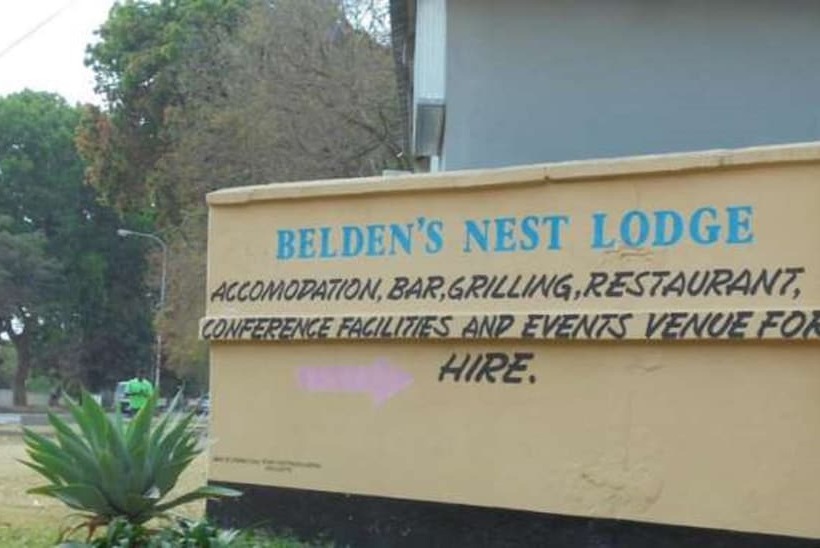 BELDEN'S NEST LODGE
ACCOMODATION, BAR,GRILLING,RESTAURANT,
CONFERENCE FACILITIES AND EVENTS VENUE FOR
HIRE.